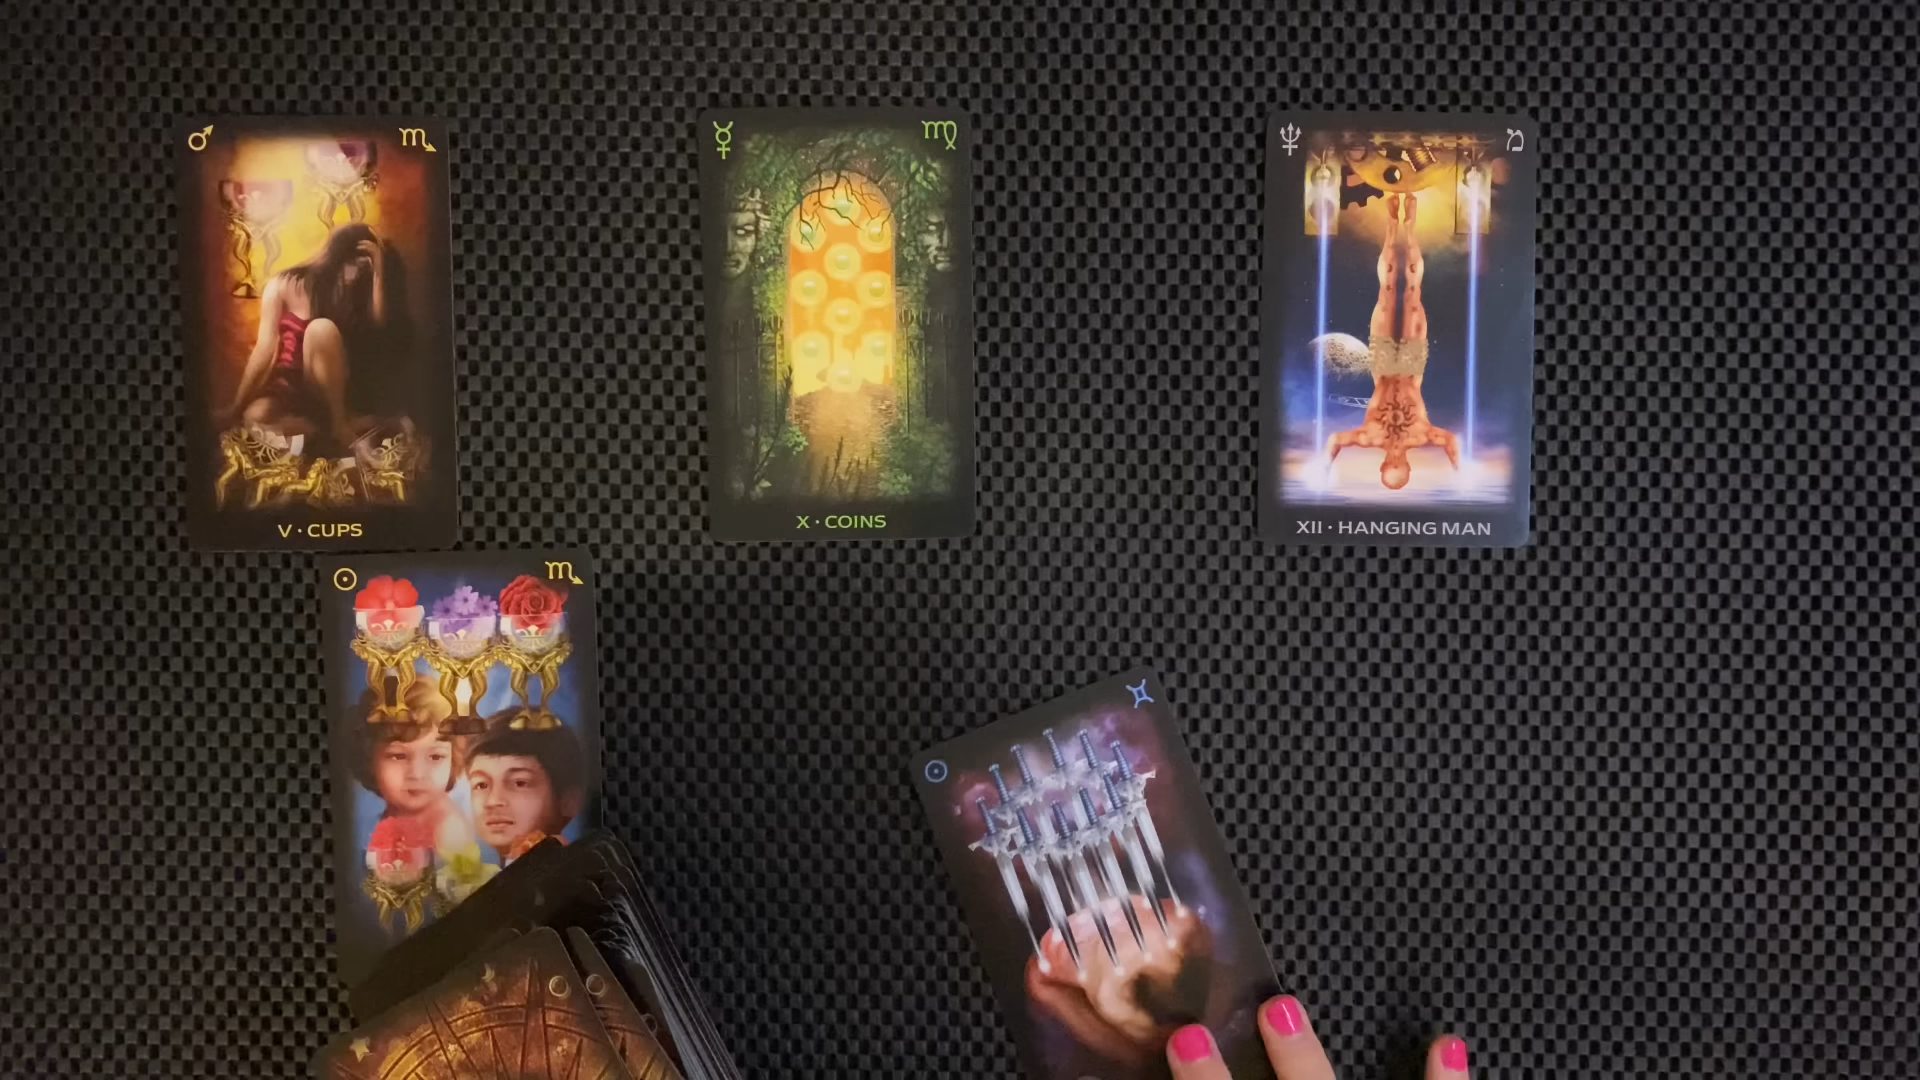 V · CUPS
X · COINS
מ
XII · HANGING MAN